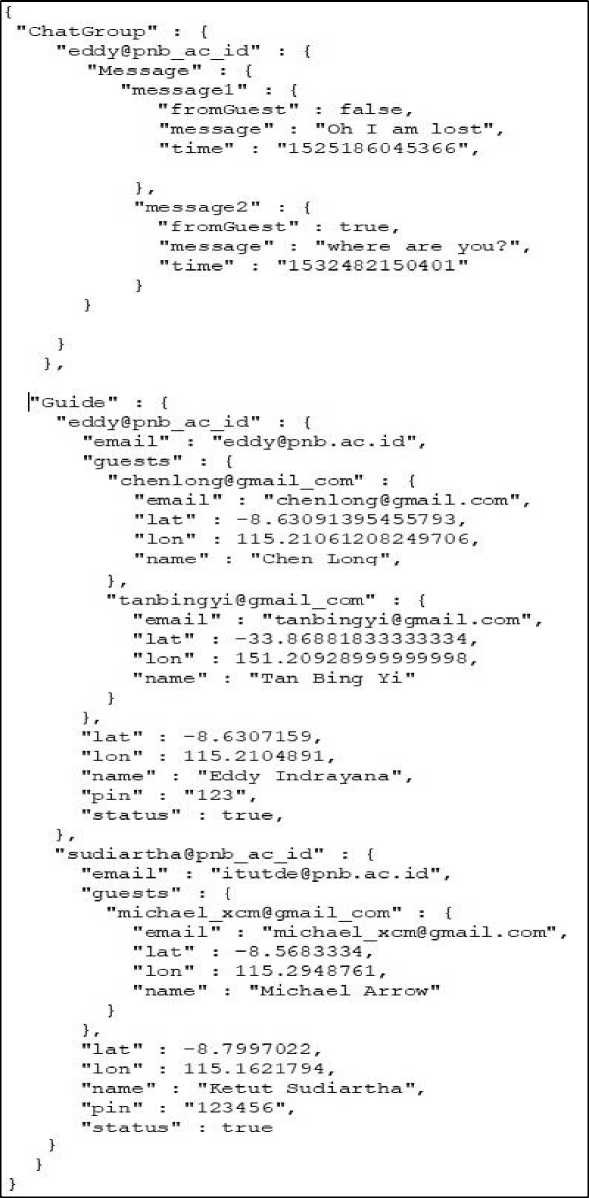 {
"ChatGroup" : {
"eddy@pnb_ac_id" : {
"Message" : {
"message1" : {
"fromGuest" : false,
"message" : "Oh I am lost",
"time" : "1525186045366",
},
"message2" : {
"fromGuest" : true,
"message" : "where are you?",
"time" : "1532482150401"
}
}
}
},
"Guide" : {
"eddy@pnb_ac_id" : {
"email" : "eddy@pnb.ac.id",
"guests" : {
"chenlong@gmail_com" : {
"email" : "chenlong@gmail.com",
"lat" : -8.63091395455793,
"lon" : 115.21061208249706,
"name" : "Chen Long",
},
"tanbingyi@gmail_com" : {
"email" : "tanbingyi@gmail.com",
"lat" : -33.86881833333334,
"lon" : 151.20928999999998,
"name" : "Tan Bing Yi"
}
},
"lat" : -8.6307159,
"lon" : 115.2104891,
"name" : "Eddy Indrayana",
"pin" : "123",
"status" : true,
},
"sudiartha@pnb_ac_id" : {
"email" : "itutde@pnb.ac.id",
"guests" : {
"michael_xcm@gmail_com" : {
"email" : "michael_xcm@gmail.com",
"lat" : -8.5683334,
"lon" : 115.2948761,
"name" : "Michael Arrow"
}
},
"lat" : -8.7997022,
"lon" : 115.1621794,
"name" : "Ketut Sudiartha",
"pin" : "123456",
"status" : true
}
}
}